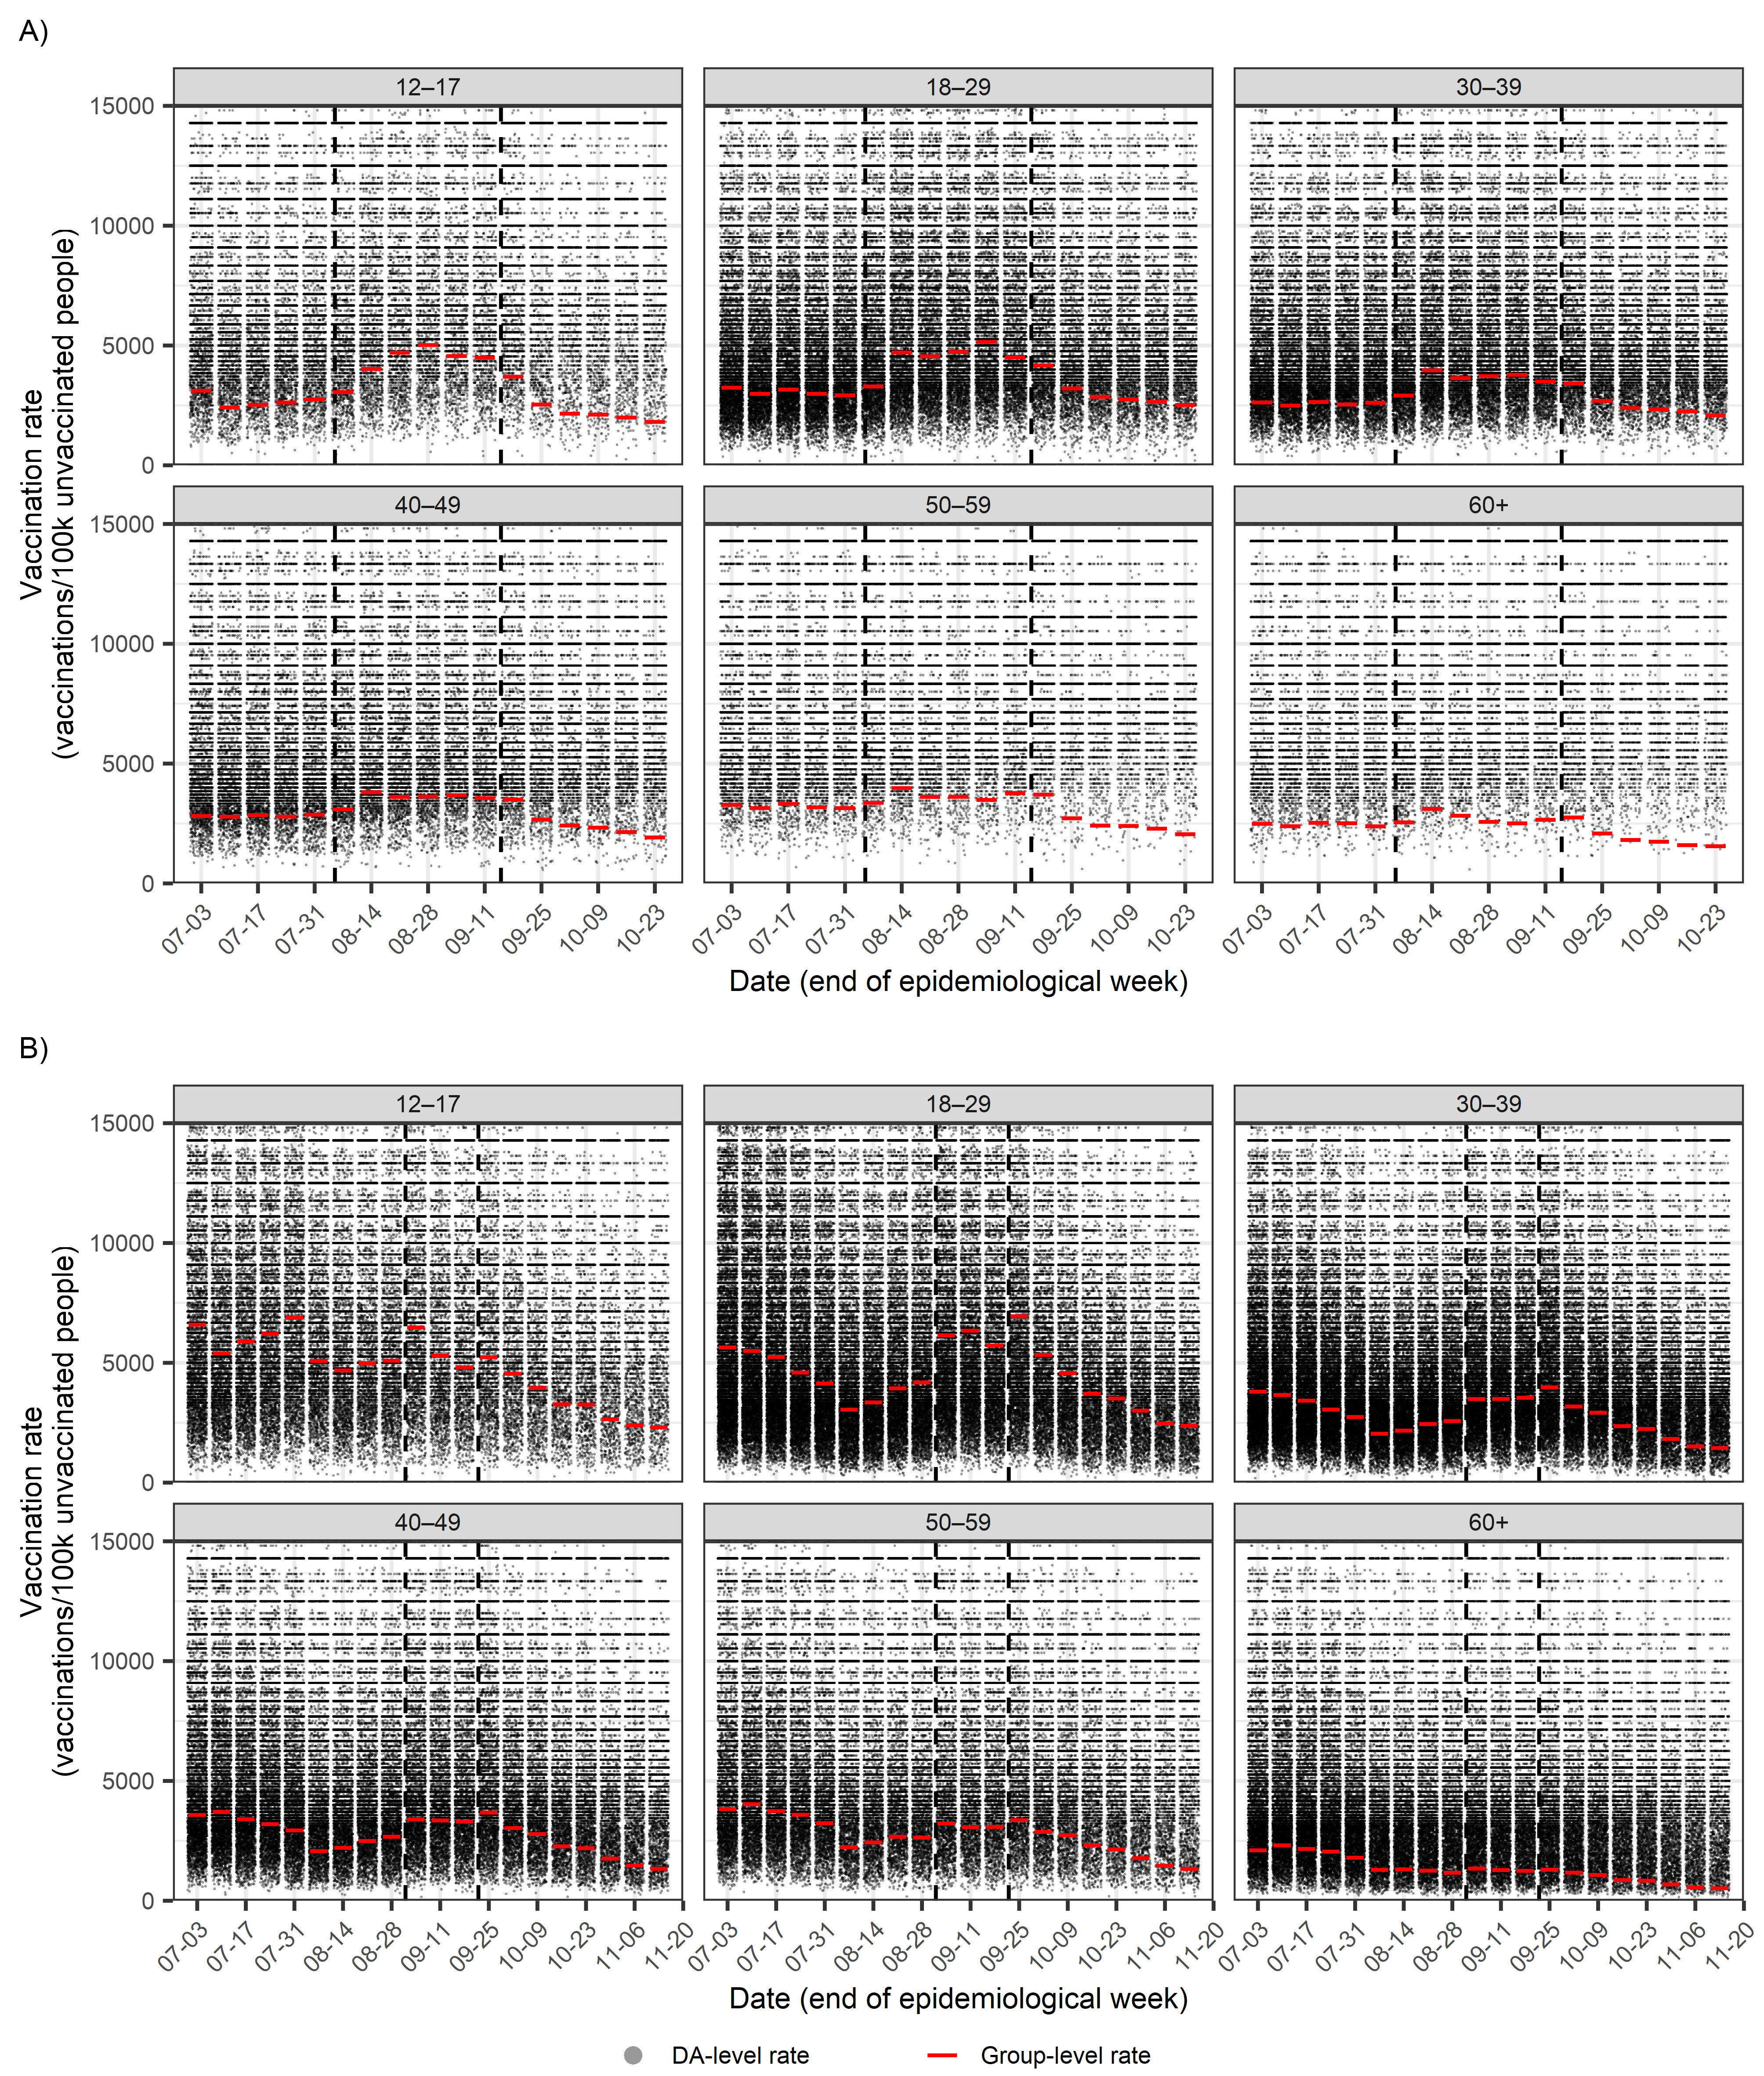 A)
12–17 18–29 30–39
15000
10000
5000
0
40–49 50–59 60+
15000
10000
5000
0
Vaccination rate
(vaccinations/100k unvaccinated people)
07-03 07-17 07-31 08-14 08-28 09-11 09-25 10-09 10-23 07-03 07-17 07-31 08-14 08-28 09-11 09-25 10-09 10-23 07-03 07-17 07-31 08-14 08-28 09-11 09-25 10-09 10-23
Date (end of epidemiological week)
B)
12–17 18–29 30–39
15000
10000
5000
0
40–49 50–59 60+
15000
10000
5000
0
Vaccination rate
(vaccinations/100k unvaccinated people)
07-03 07-17 07-31 08-14 08-28 09-11 09-25 10-09 10-23 11-06 11-20 07-03 07-17 07-31 08-14 08-28 09-11 09-25 10-09 10-23 11-06 11-20 07-03 07-17 07-31 08-14 08-28 09-11 09-25 10-09 10-23 11-06 11-20
Date (end of epidemiological week)
DA-level rate Group-level rate